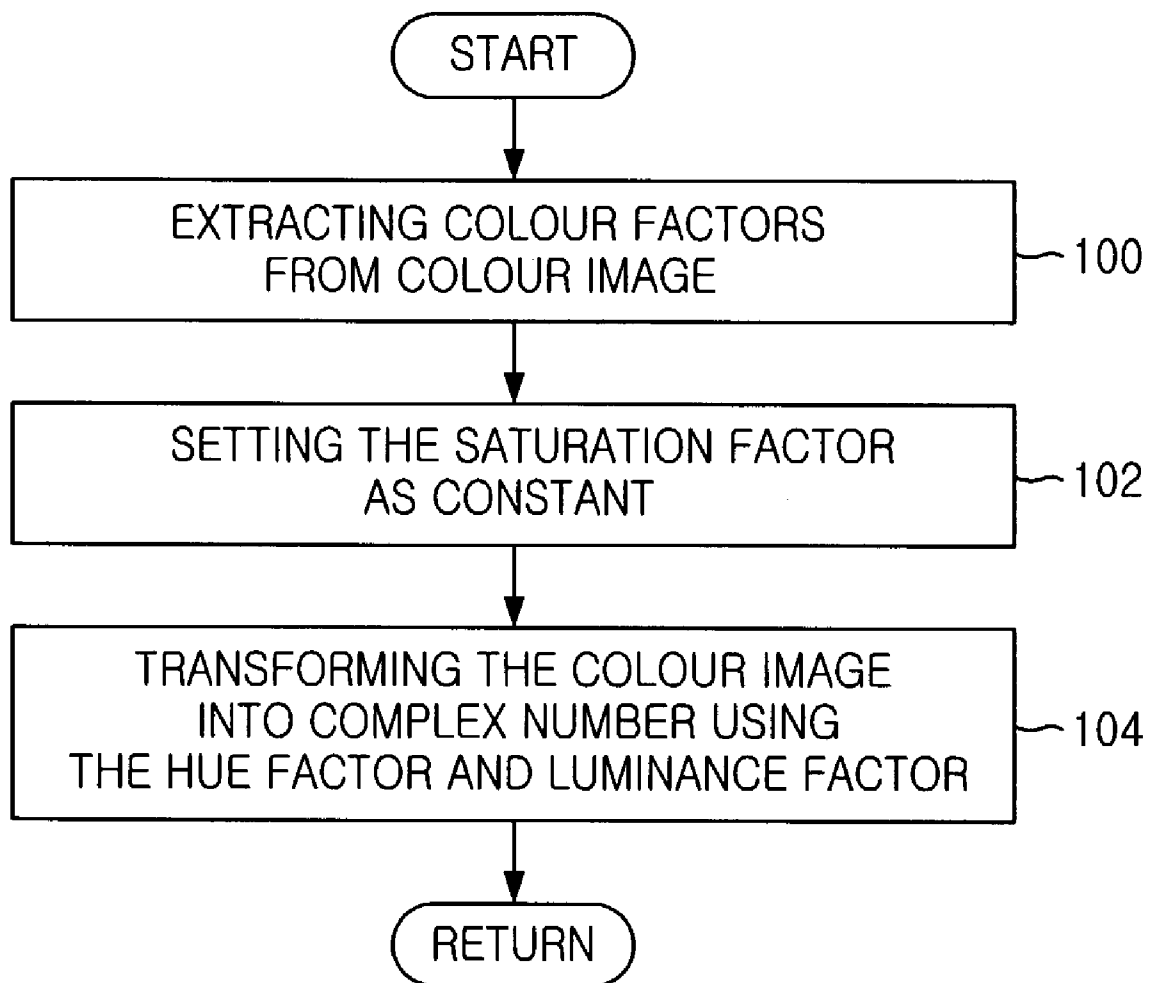 START
EXTRACTING COLOUR FACTORS
FROM COLOUR IMAGE
100
SETTING THE SATURATION FACTOR
AS CONSTANT
102
TRANSFORMING THE COLOUR IMAGE
INTO COMPLEX NUMBER USING
THE HUE FACTOR AND LUMINANCE FACTOR
104
RETURN